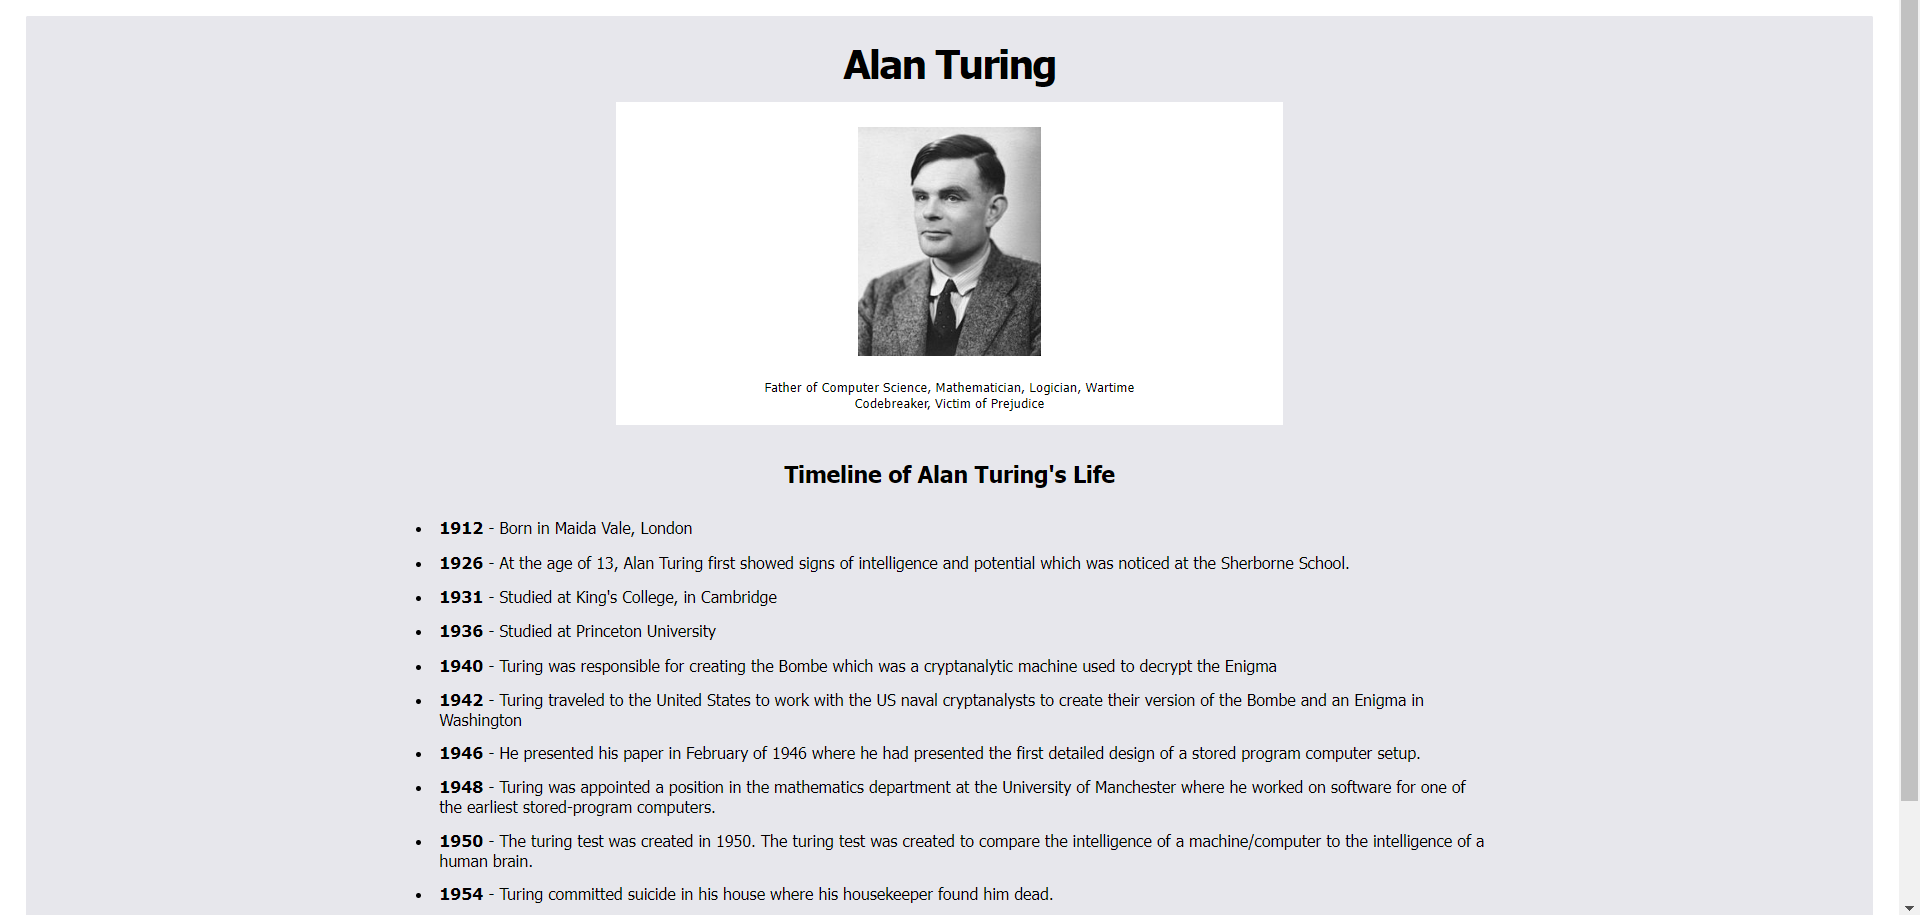 Alan Turing
Father of Computer Science, Mathematician, Logician, Wartime
Codebreaker, Victim of Prejudice
Timeline of Alan Turing's Life
1912 - Born in Maida Vale, London
1926 - At the age of 13, Alan Turing first showed signs of intelligence and potential which was noticed at the Sherborne School.
1931 - Studied at King's College, in Cambridge
1936 - Studied at Princeton University
1940 - Turing was responsible for creating the Bombe which was a cryptanalytic machine used to decrypt the Enigma
1942 - Turing traveled to the United States to work with the US naval cryptanalysts to create their version of the Bombe and an Enigma in
Washington
1946 - He presented his paper in February of 1946 where he had presented the first detailed design of a stored program computer setup.
1948 - Turing was appointed a position in the mathematics department at the University of Manchester where he worked on software for one of
the earliest stored-program computers.
1950 - The turing test was created in 1950. The turing test was created to compare the intelligence of a machine/computer to the intelligence of a
human brain.
1954 - Turing committed suicide in his house where his housekeeper found him dead.